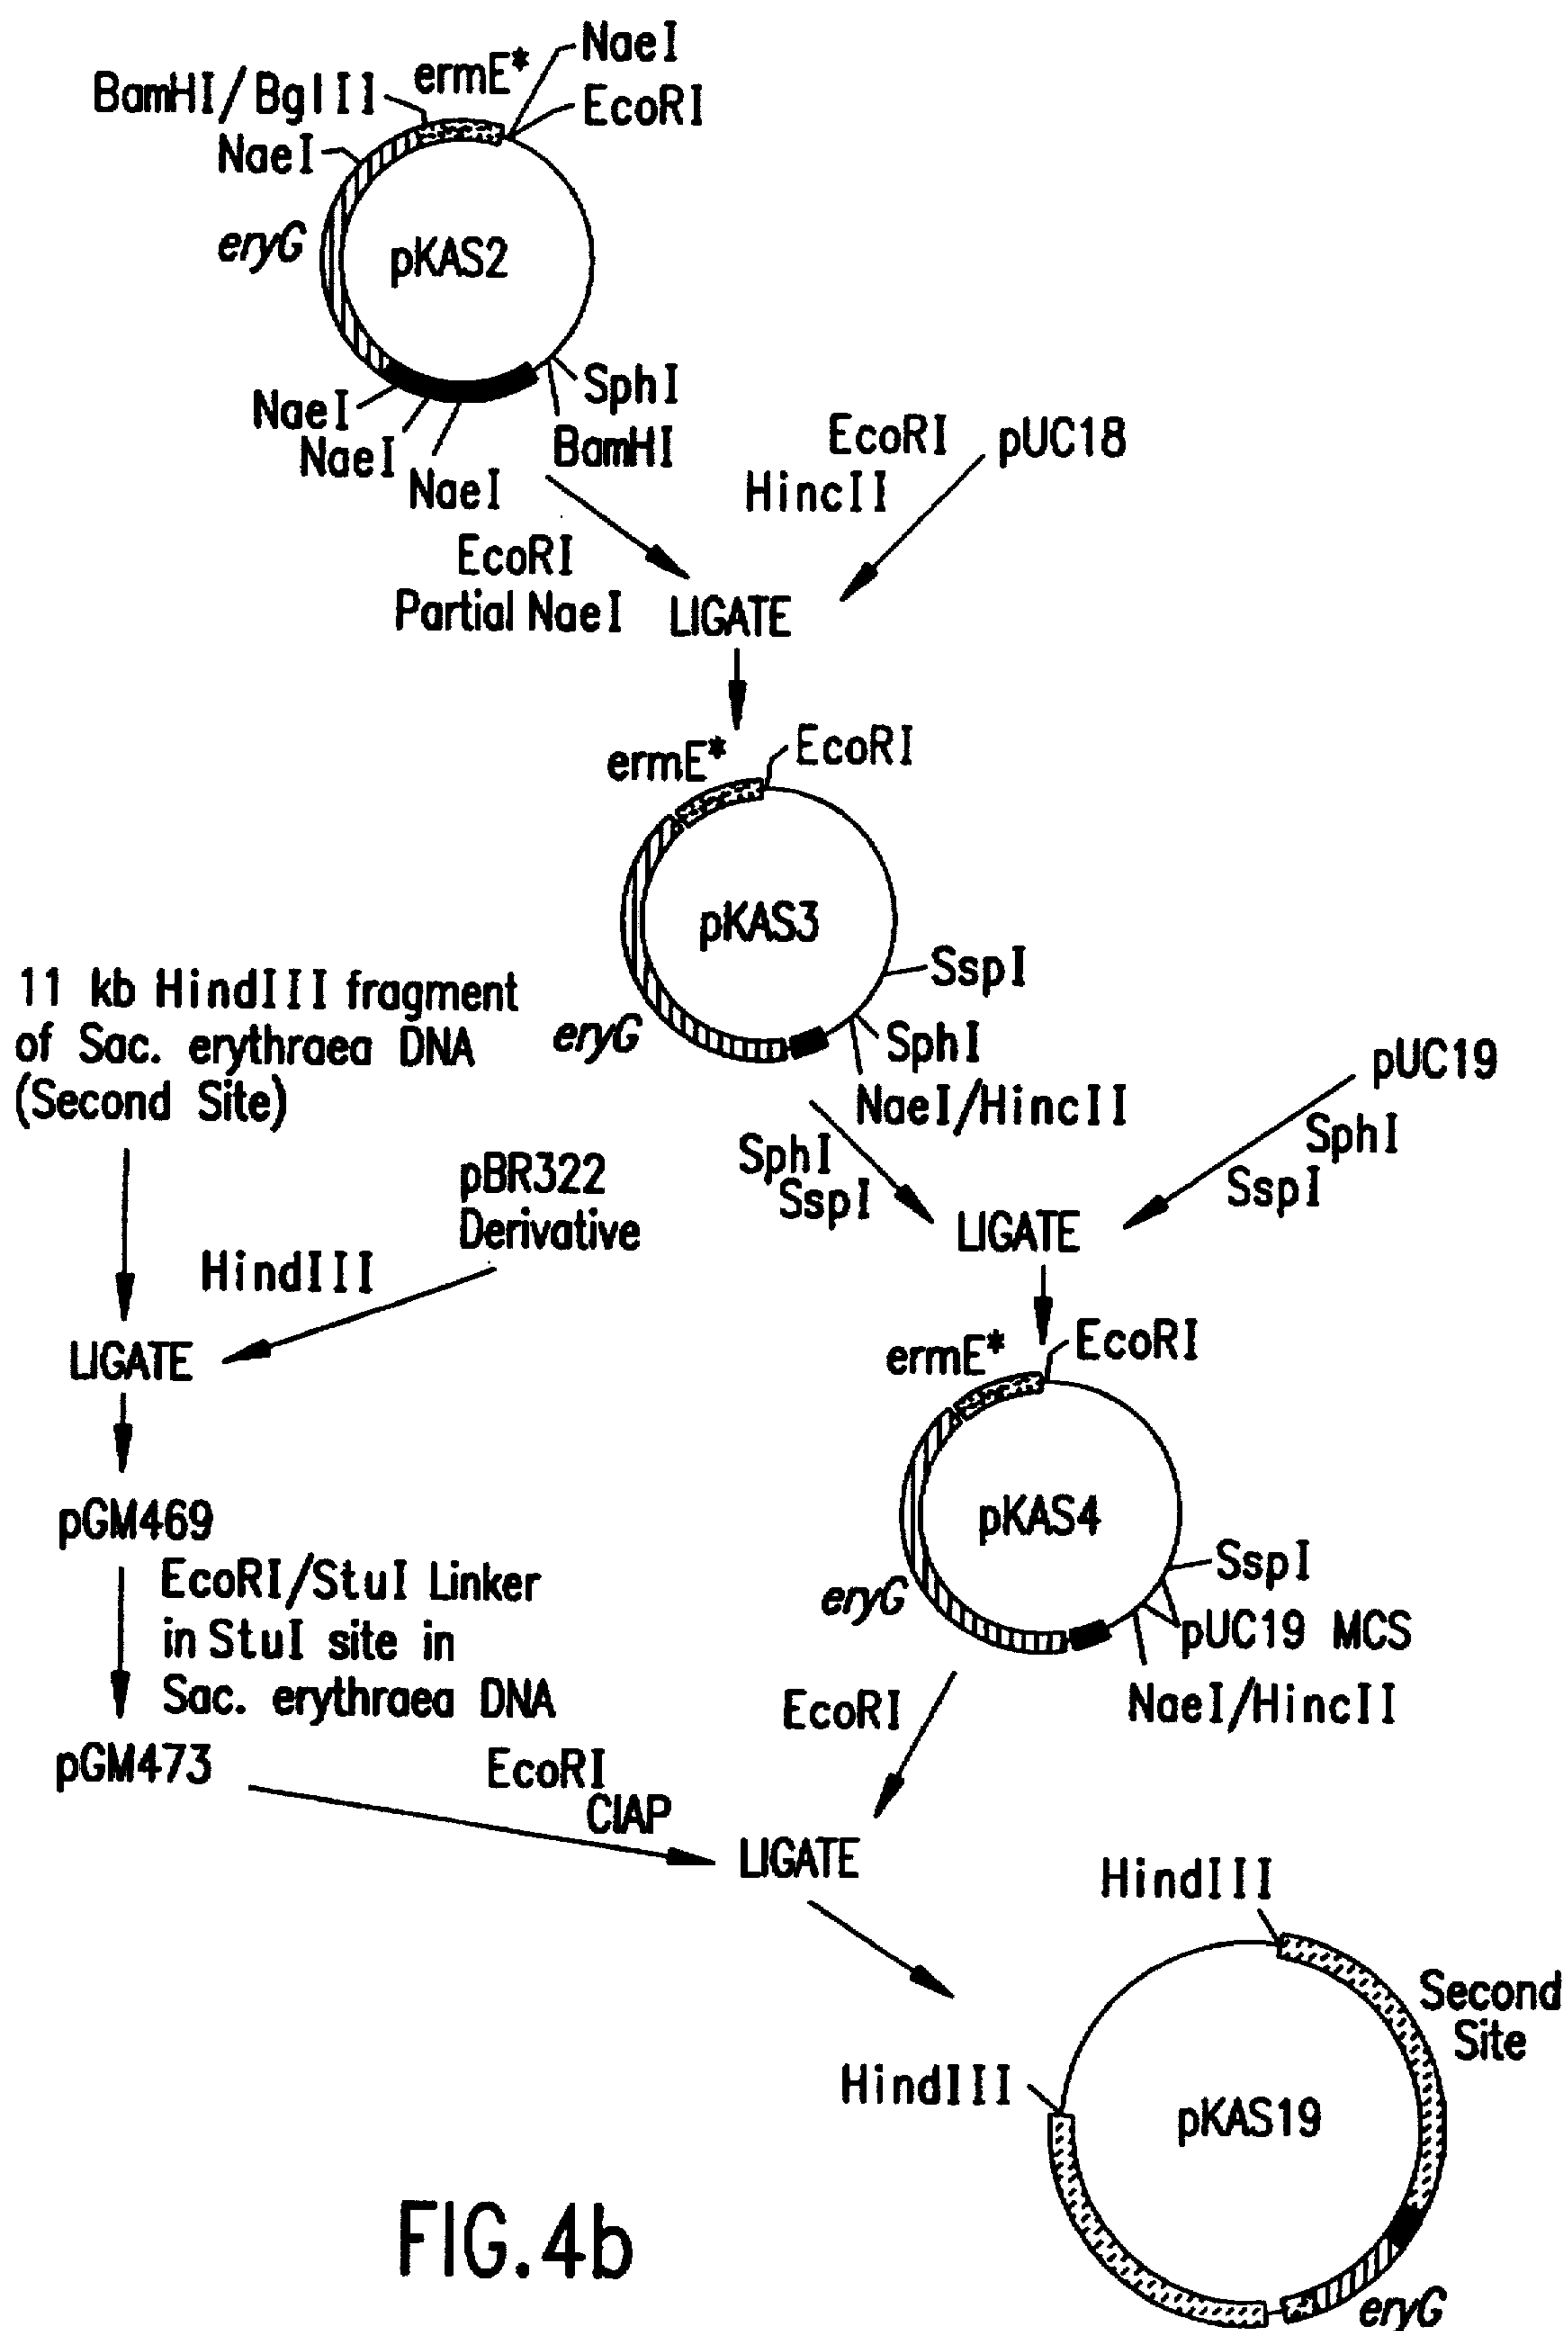 NaeI
ermE*
BamHI/BglII
EcoRI
NaeI
eryG
pKAS2
SphI
NaeI
BamHI
NaeI
NaeI
EcoRI
pUC18
HincII
EcoRI
Partial NaeI
LIGATE
ermE*
EcoRI
pKAS3
SspI
11 kb HindIII fragment
of Sac. erythraea DNA
(Second Site)
eryG
SphI
NaeI/HincII
pUC19
SphI
SspI
SphI
SspI
pBR322
Derivative
HindIII
LIGATE
LIGATE
ermE*
EcoRI
pKAS4
SspI
eryG
pUC19 MCS
NaeI/HincII
pGM469
EcoRI/StuI Linker
in StuI site in
Sac. erythraea DNA
EcoRI
pGM473
EcoRI
CIAP
LIGATE
HindIII
Second
Site
HindIII
pKAS19
eryG
FIG.4b